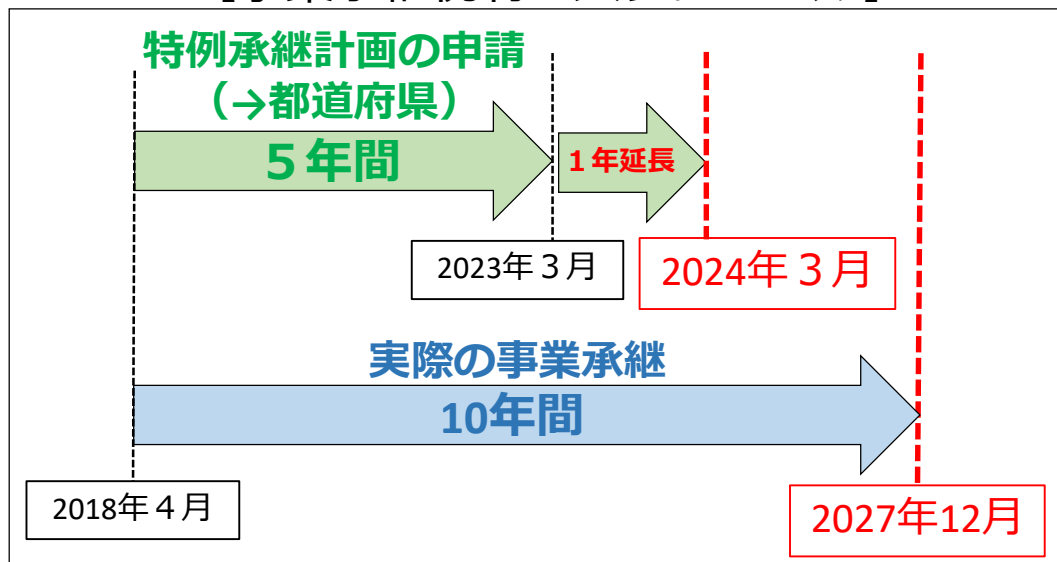 特例承継計画の申請
（→都道府県）
５年間
１年延長
2023年３月
2024年３月
実際の事業承継
10年間
2018年４月
2027年12月